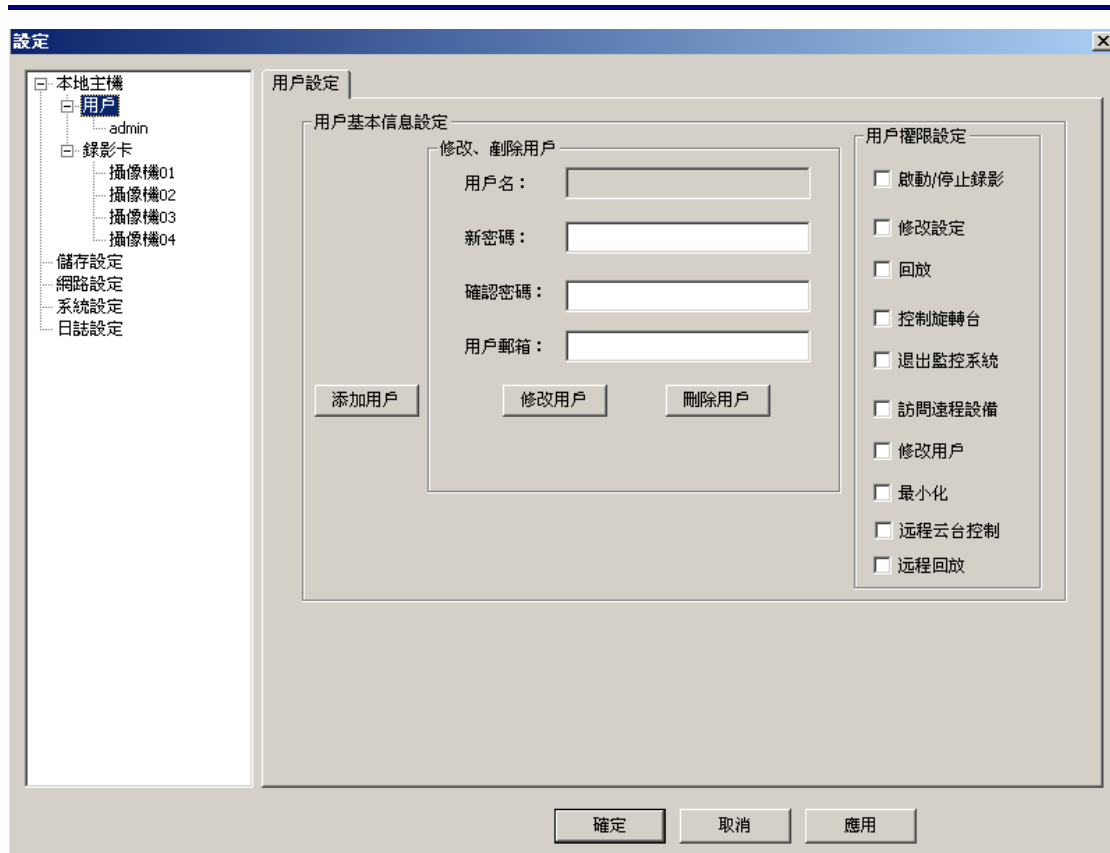 設定
本地主機
用戶
admin
錄影卡
攝像機01
攝像機02
攝像機03
攝像機04
儲存設定
網路設定
系統設定
日誌設定
用戶設定
用戶基本信息設定
修改、剷除用戶
用戶名：
新密碼：
確認密碼：
用戶郵箱：
添加用戶
修改用戶
刪除用戶
用戶權限設定
啟動/停止錄影
修改設定
回放
控制旋轉台
退出監控系統
訪問遠程設備
修改用戶
最小化
远程云台控制
远程回放
確定
取消
應用